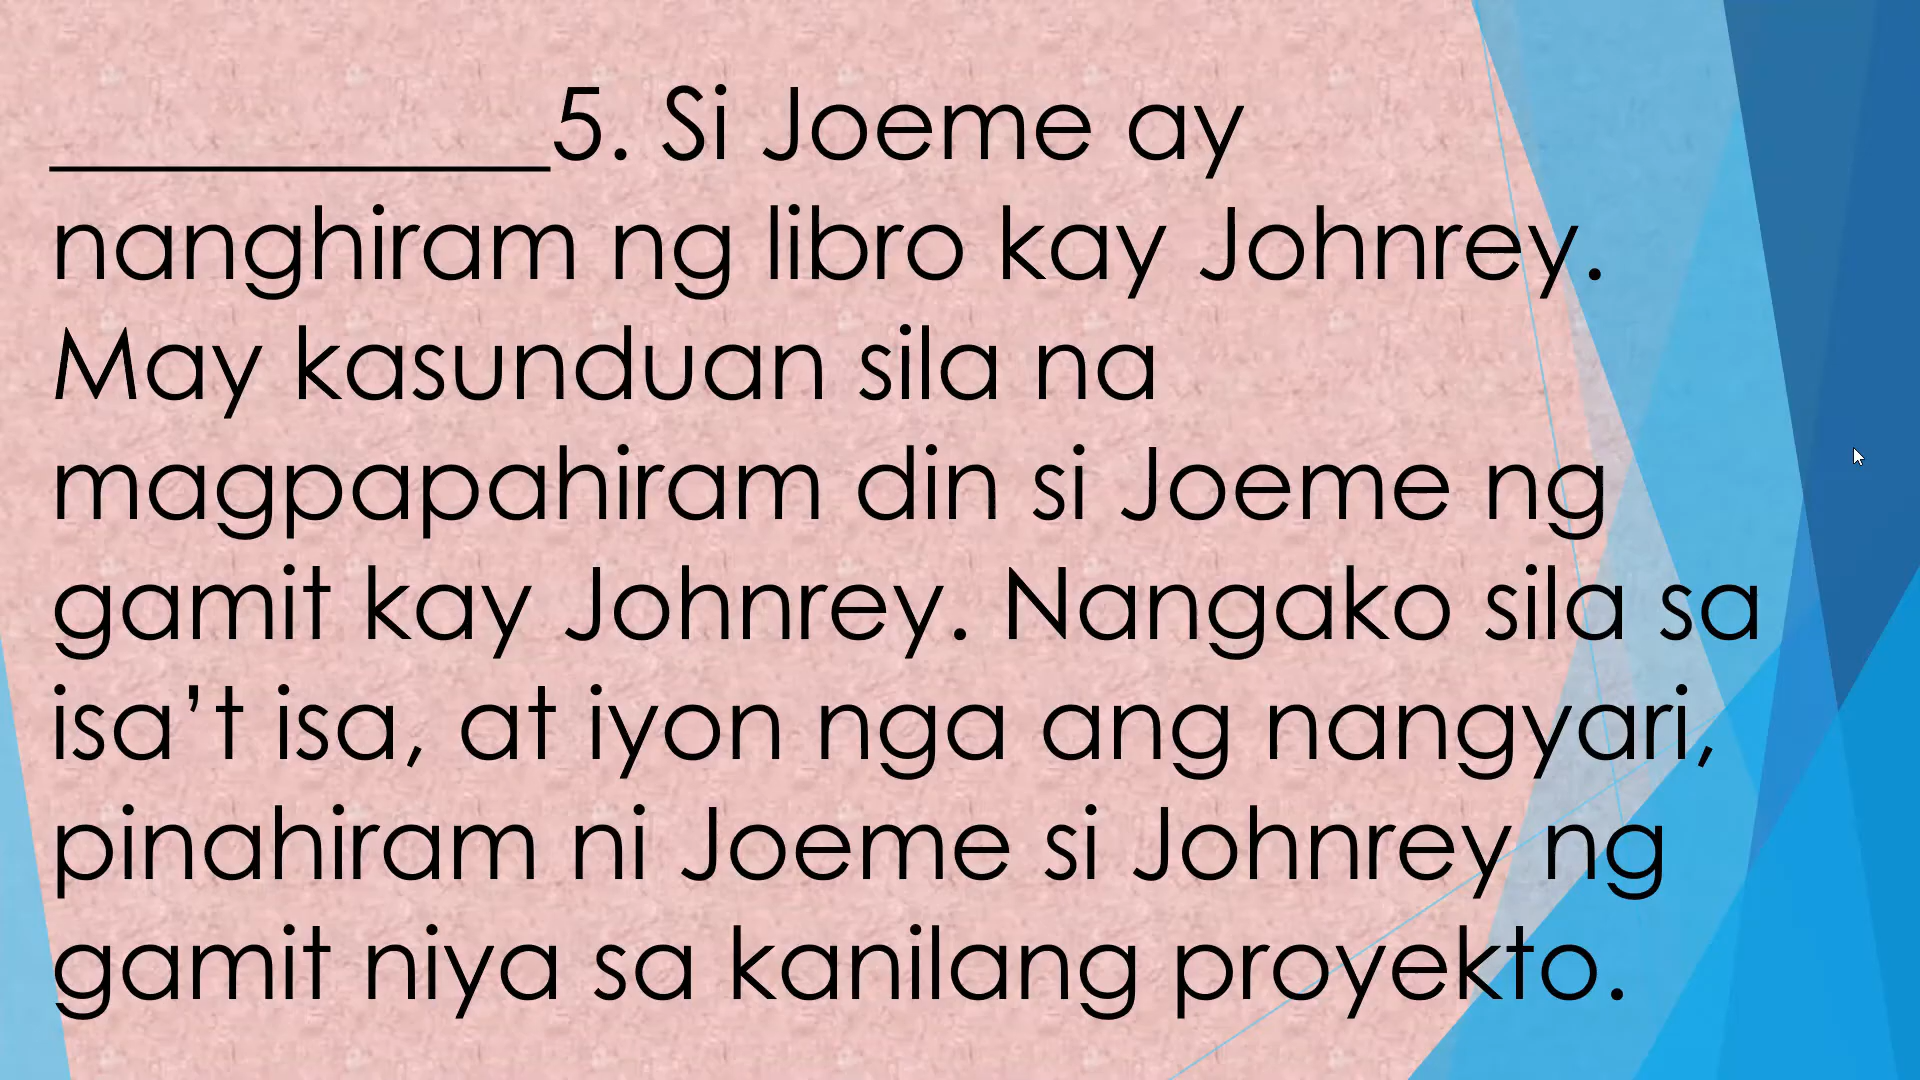 __________5. Si Joeme ay
nanghiram ng libro kay Johnrey.
May kasunduan sila na
magpapahiram din si Joeme ng
gamit kay Johnrey. Nangako sila sa
isa’t isa, at iyon nga ang nangyari,
pinahiram ni Joeme si Johnrey ng
gamit niya sa kanilang proyekto.